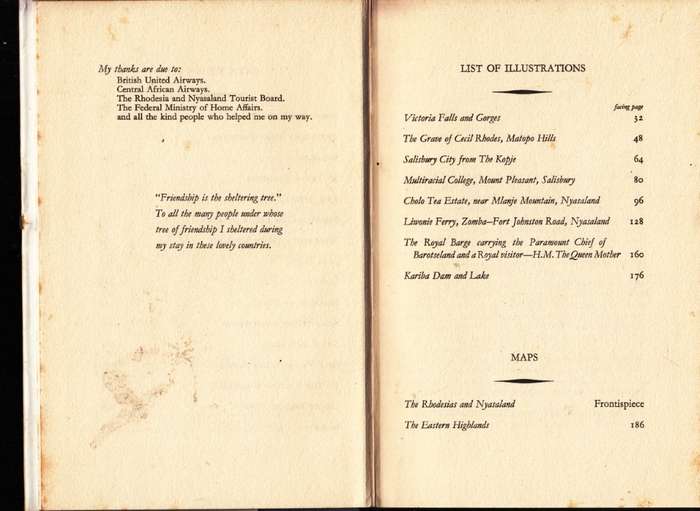 My thanks are due to:
British United Airways.
Central African Airways.
The Rhodesia and Nyasaland Tourist Board.
The Federal Ministry of Home Affairs.
and all the kind people who helped me on my way.
"Friendship is the sheltering tree."
To all the many people under whose
tree of friendship I sheltered during
my stay in these lovely countries.
LIST OF ILLUSTRATIONS
facing page
Victoria Falls and Gorges 32
The Grave of Cecil Rhodes, Matopo Hills 48
Salisbury City from The Kopje 64
Multiracial College, Mount Pleasant, Salisbury 80
Cholo Tea Estate, near Mlanje Mountain, Nyasaland 96
Liwonie Ferry, Zomba–Fort Johnston Road, Nyasaland 128
The Royal Barge carrying the Paramount Chief of
Barotseland and a Royal visitor—H.M. The Queen Mother 160
Kariba Dam and Lake 176
MAPS
The Rhodesias and Nyasaland Frontispiece
The Eastern Highlands 186